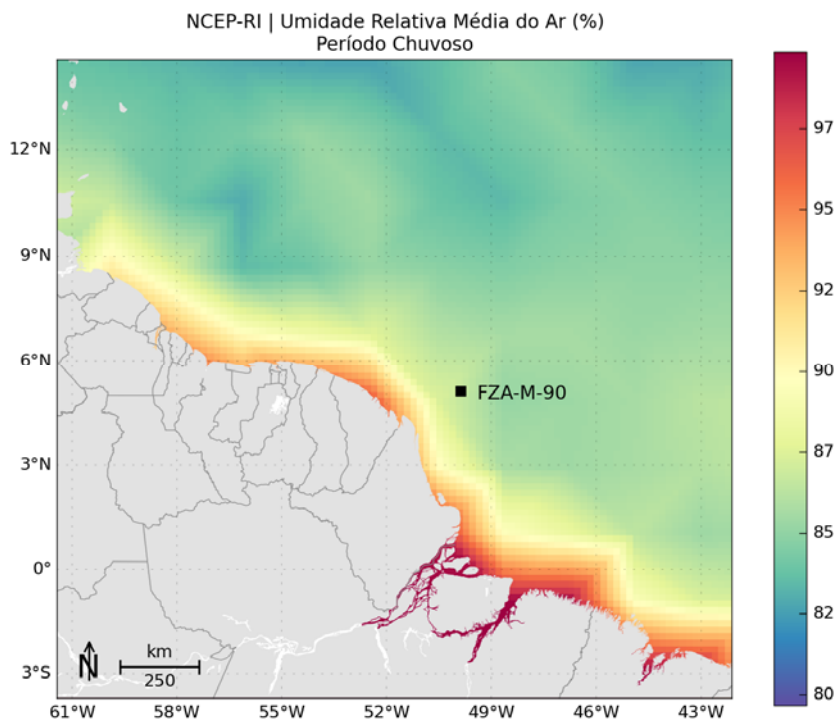 NCEP-RI | Umidade Relativa Média do Ar (%)
Período Chuvoso
12°N
9°N
6°N
3°N
0°
3°S
61°W 58°W 55°W 52°W 49°W 46°W 43°W
FZA-M-90
N
km
250
97
95
92
90
87
85
82
80